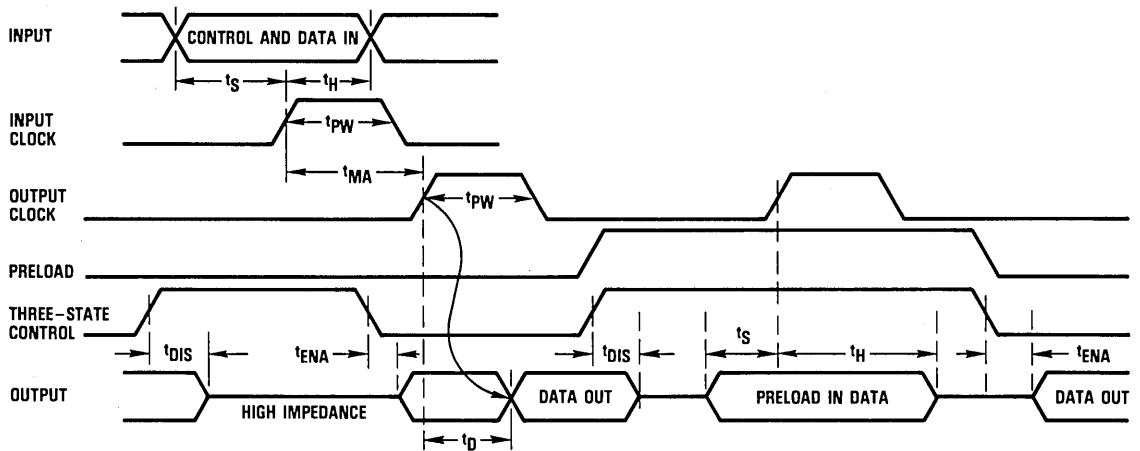 INPUT
CONTROL AND DATA IN
tS
tH
INPUT
CLOCK
tPW
tMA
OUTPUT
CLOCK
tPW
PRELOAD
THREE-STATE
CONTROL
tDIS
tENA
tDIS
tS
tH
tENA
OUTPUT
HIGH IMPEDANCE
DATA OUT
PRELOAD IN DATA
DATA OUT
tD